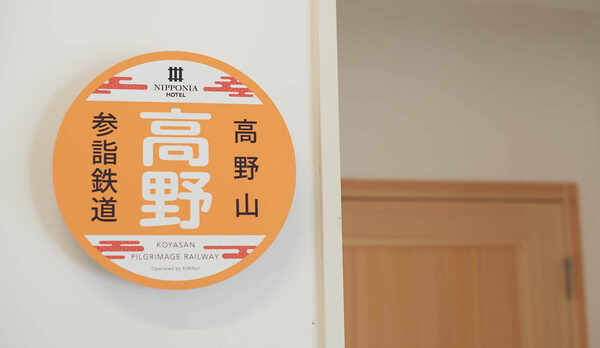 NIPPONIA
HOTEL
高野山
高野
参詣鉄道
KOYASAN
PILGRIMAGE RAILWAY
Operated by KIRINJI